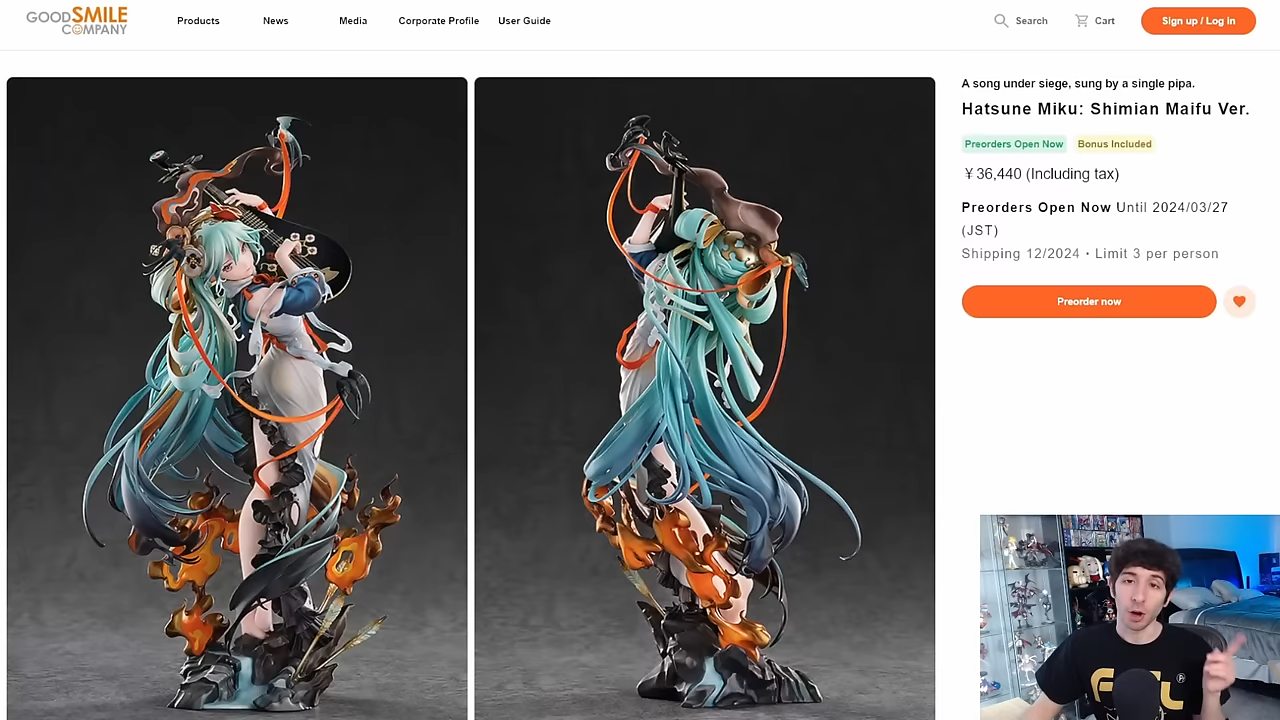 GOODSMILE
COMPANY
Products
News
Media
Corporate Profile
User Guide
Search
Cart
Sign up / Log in
A song under siege, sung by a single pipa.
Hatsune Miku: Shimian Maifu Ver.
Preorders Open Now
Bonus Included
¥36,440 (Including tax)
Preorders Open Now Until 2024/03/27
(JST)
Shipping 12/2024・Limit 3 per person
Preorder now